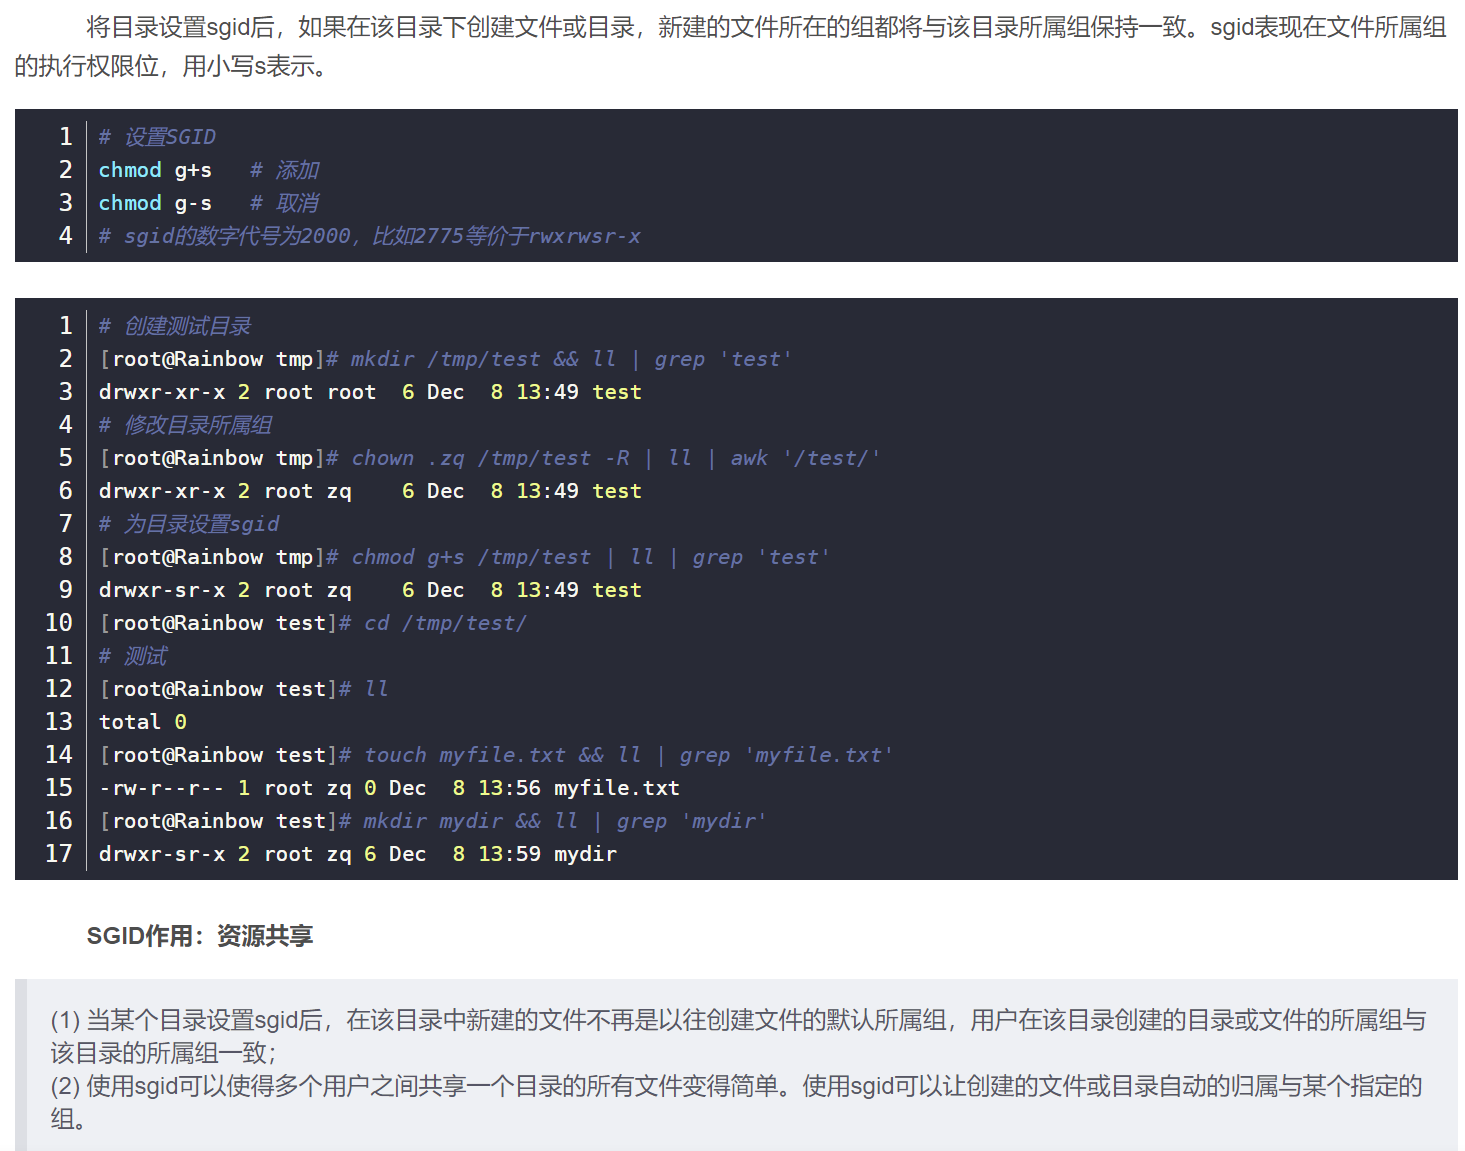 将目录设置sgid后，如果在该目录下创建文件或目录，新建的文件所在的组都将与该目录所属组保持一致。sgid表现在文件所属组
的执行权限位，用小写s表示。
1 # 设置SGID
2 chmod g+s   # 添加
3 chmod g-s   # 取消
4 # sgid的数字代号为2000，比如2775等价于rwxrwsr-x
1 # 创建测试目录
2 [root@Rainbow tmp]# mkdir /tmp/test && ll | grep 'test'
3 drwxr-xr-x 2 root root  6 Dec  8 13:49 test
4 # 修改目录所属组
5 [root@Rainbow tmp]# chown .zq /tmp/test -R | ll | awk '/test/'
6 drwxr-xr-x 2 root zq    6 Dec  8 13:49 test
7 # 为目录设置sgid
8 [root@Rainbow tmp]# chmod g+s /tmp/test | ll | grep 'test'
9 drwxr-sr-x 2 root zq    6 Dec  8 13:49 test
10 [root@Rainbow test]# cd /tmp/test/
11 # 测试
12 [root@Rainbow test]# ll
13 total 0
14 [root@Rainbow test]# touch myfile.txt && ll | grep 'myfile.txt'
15 -rw-r--r-- 1 root zq 0 Dec  8 13:56 myfile.txt
16 [root@Rainbow test]# mkdir mydir && ll | grep 'mydir'
17 drwxr-sr-x 2 root zq 6 Dec  8 13:59 mydir
SGID作用：资源共享
(1) 当某个目录设置sgid后，在该目录中新建的文件不再是以往创建文件的默认所属组，用户在该目录创建的目录或文件的所属组与
该目录的所属组一致；
(2) 使用sgid可以使得多个用户之间共享一个目录的所有文件变得简单。使用sgid可以让创建的文件或目录自动的归属与某个指定的
组。